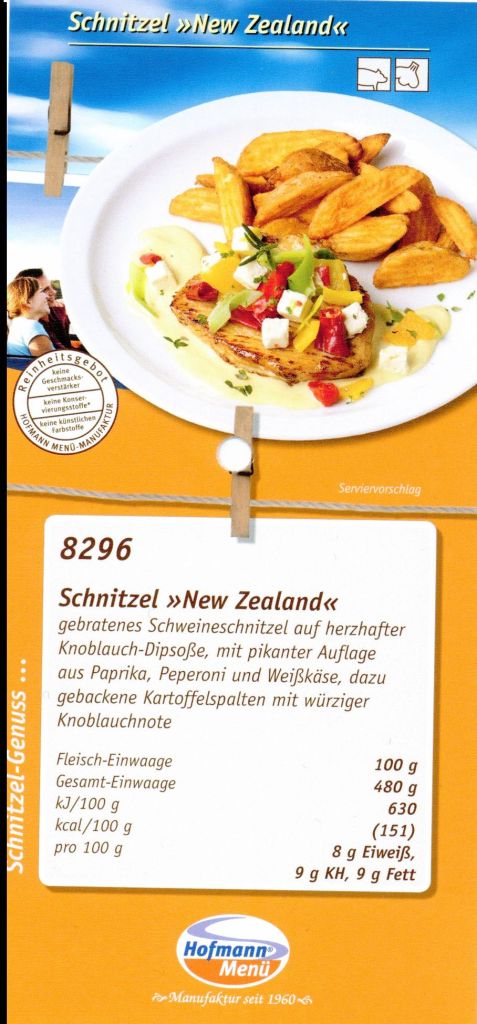 Schnitzel »New Zealand«
Reinheitsgebot
keine
Geschmacks-
verstärker
keine Konser-
vierungsstoffe*
keine künstlichen
Farbstoffe
HOFMANN MENÜ-MANUFAKTUR
Serviervorschlag
8296
Schnitzel »New Zealand«
gebratenes Schweineschnitzel auf herzhafter
Knoblauch-Dipsoße, mit pikanter Auflage
aus Paprika, Peperoni und Weißkäse, dazu
gebackene Kartoffelspalten mit würziger
Knoblauchnote
Fleisch-Einwaage 100 g
Gesamt-Einwaage 480 g
kJ/100 g 630
kcal/100 g (151)
pro 100 g 8 g Eiweiß,
9 g KH, 9 g Fett
Schnitzel-Genuss ...
Hofmann®
Menü
Manufaktur seit 1960